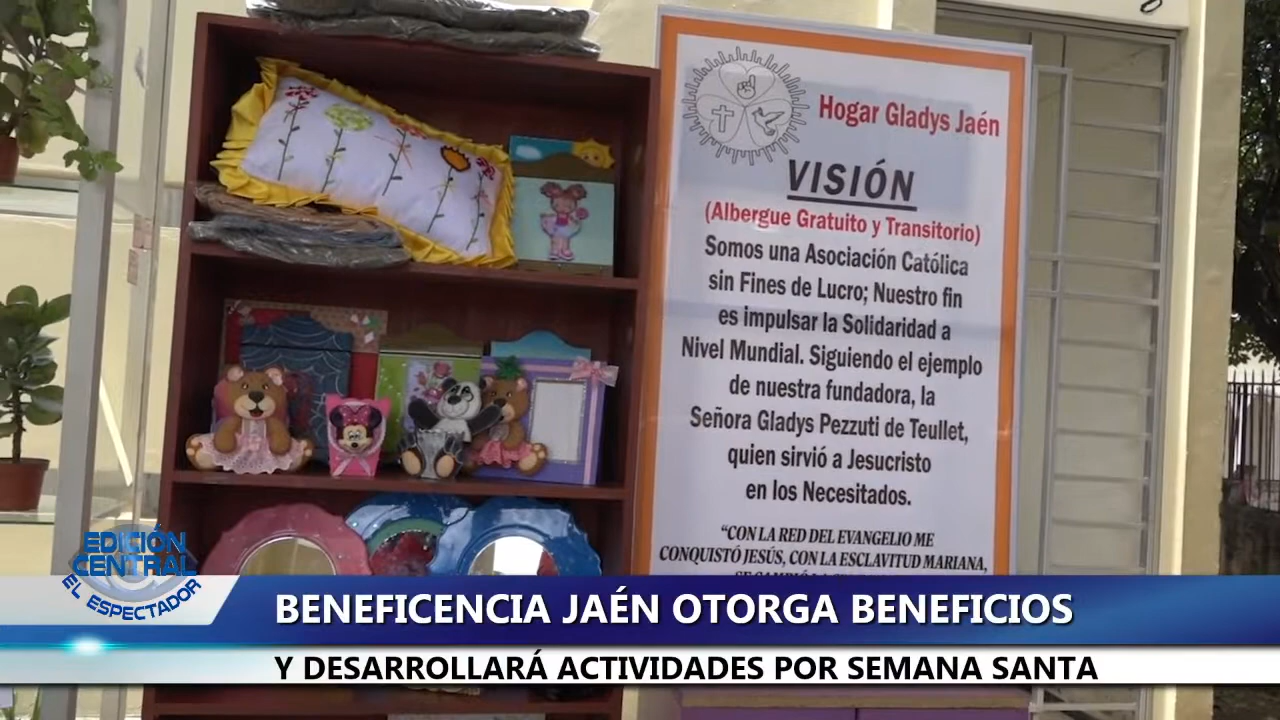 Hogar Gladys Jaén
VISIÓN
(Albergue Gratuito y Transitorio)
Somos una Asociación Católica
sin Fines de Lucro; Nuestro fin
es impulsar la Solidaridad a
Nivel Mundial. Siguiendo el ejemplo
de nuestra fundadora, la
Señora Gladys Pezzuti de Teullet,
quien sirvió a Jesucristo
en los Necesitados.
“CON LA RED DEL EVANGELIO ME
CONQUISTÓ JESÚS, CON LA ESCLAVITUD MARIANA,
EDICIÓN
CENTRAL
EL ESPECTADOR
BENEFICENCIA JAÉN OTORGA BENEFICIOS
Y DESARROLLARÁ ACTIVIDADES POR SEMANA SANTA